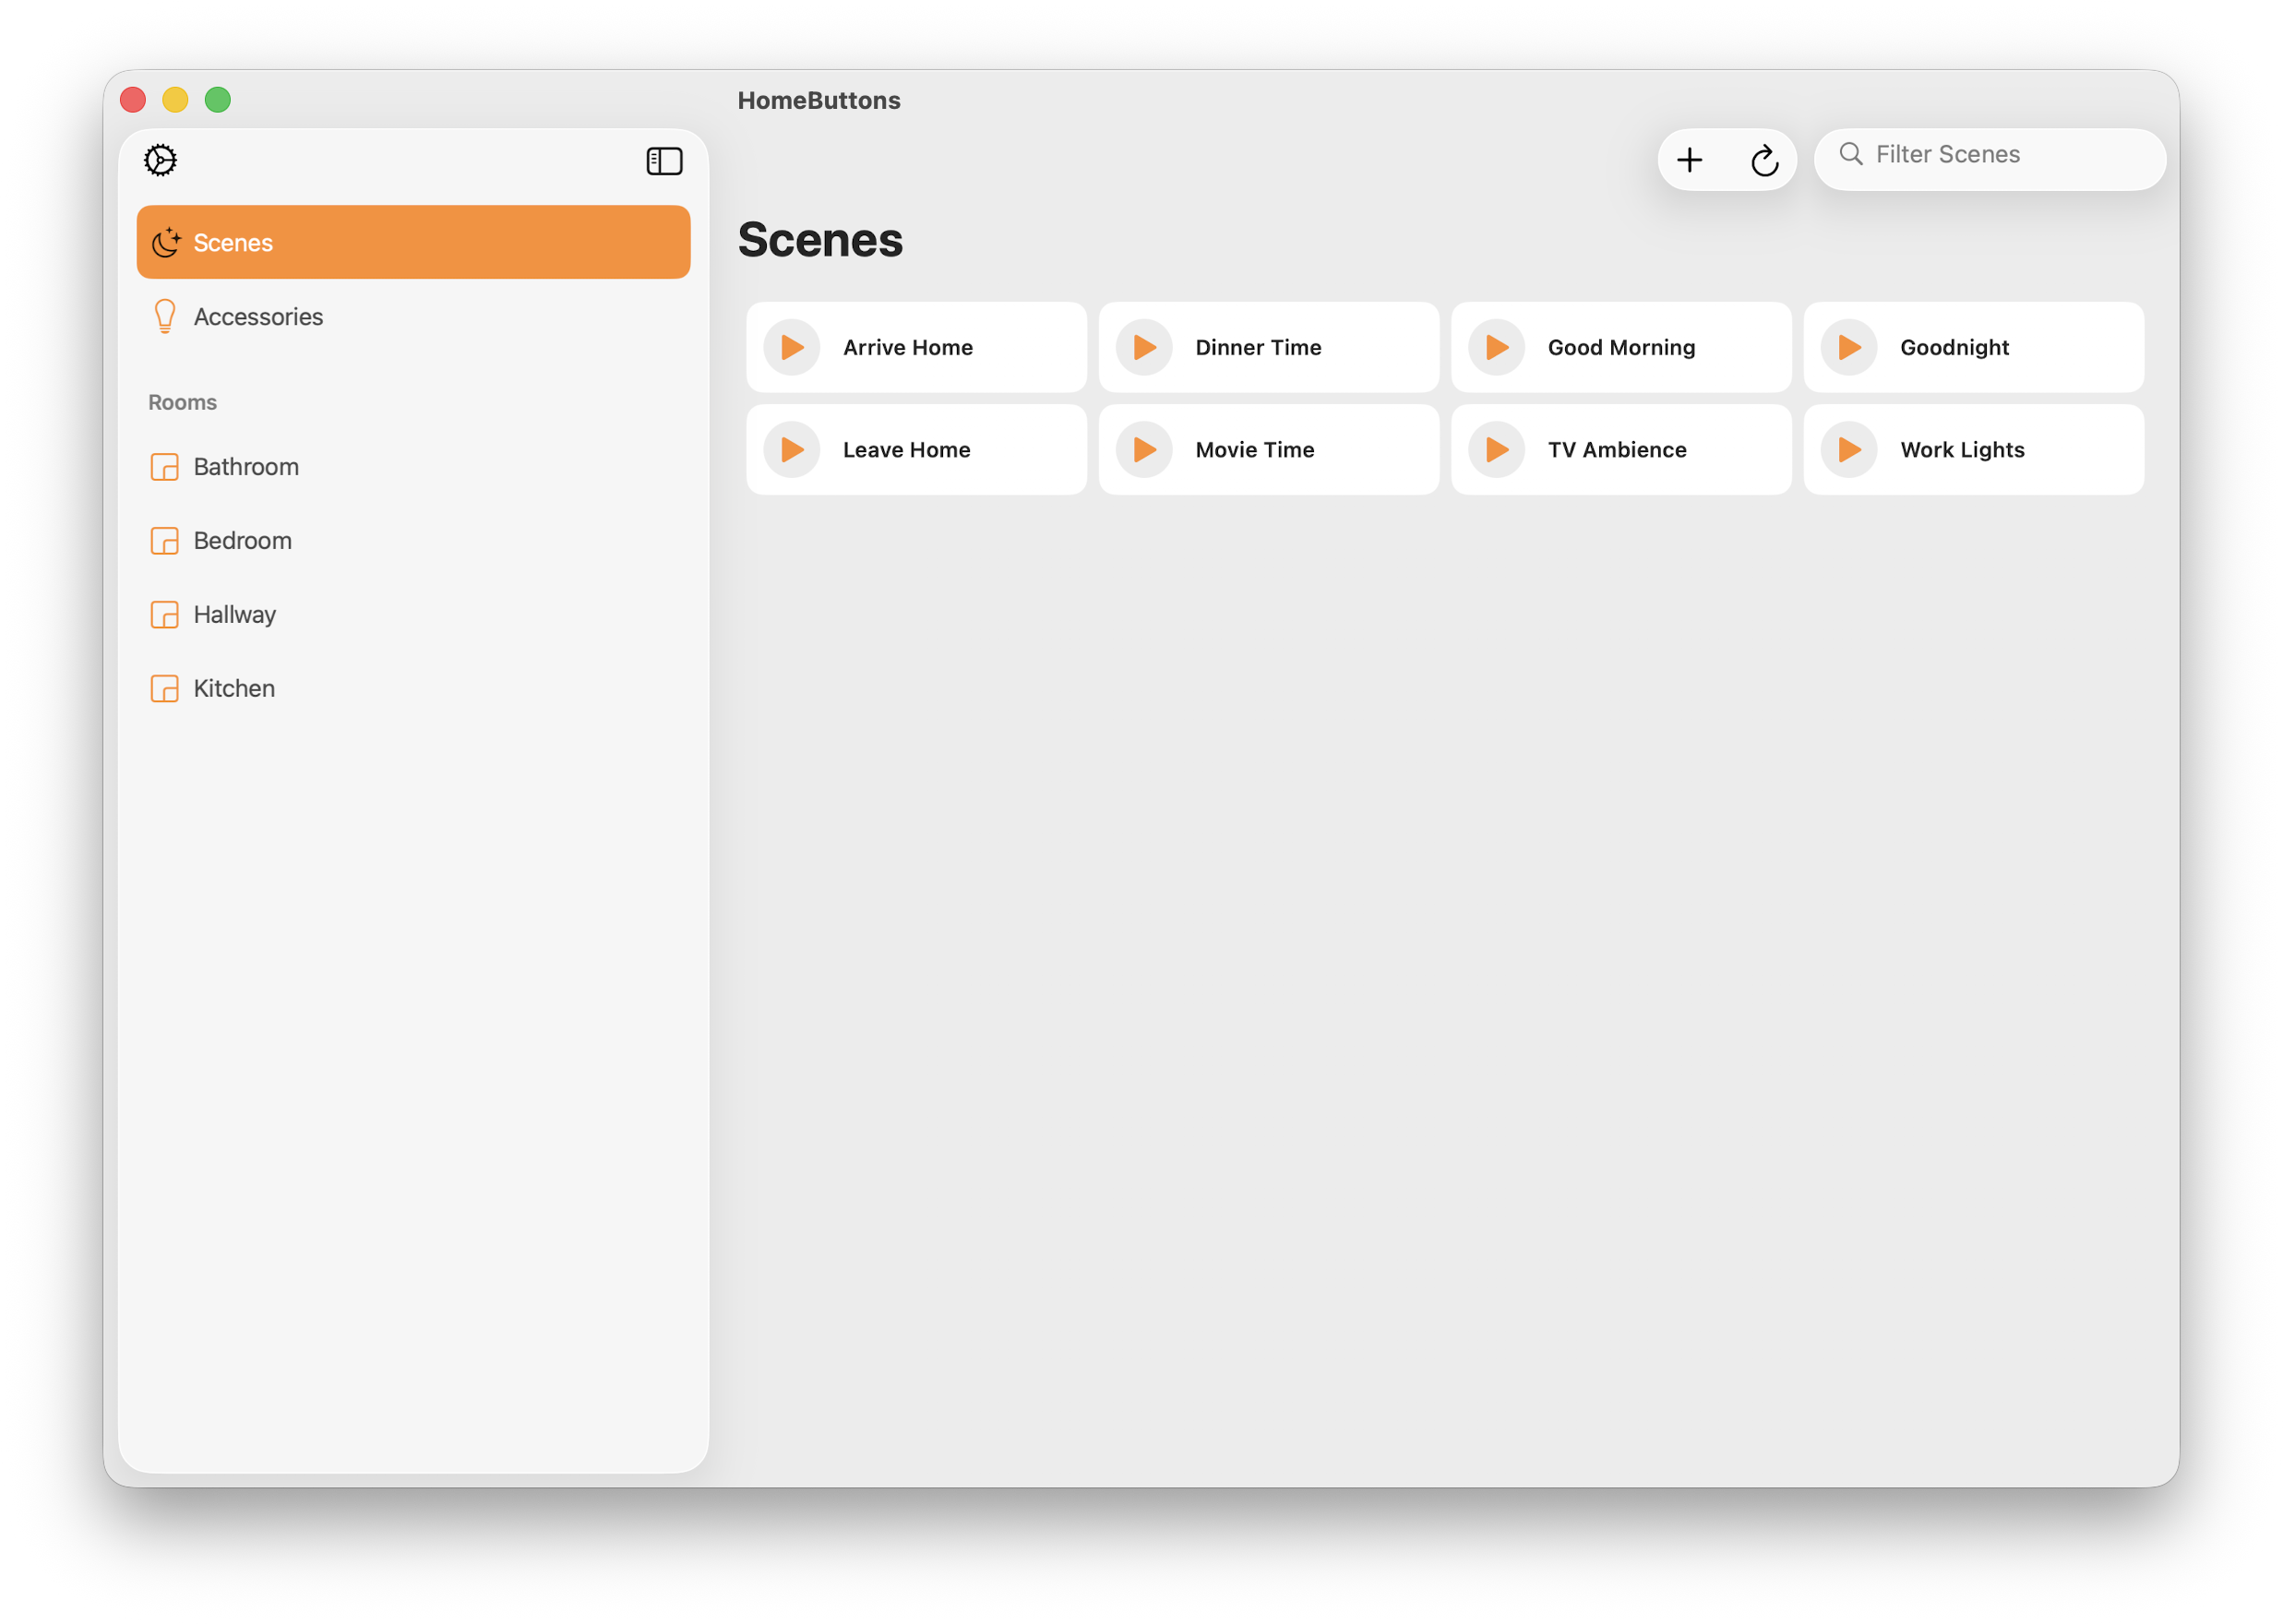 HomeButtons
Filter Scenes
Scenes
Accessories
Rooms
Bathroom
Bedroom
Hallway
Kitchen
Scenes
Arrive Home
Dinner Time
Good Morning
Goodnight
Leave Home
Movie Time
TV Ambience
Work Lights